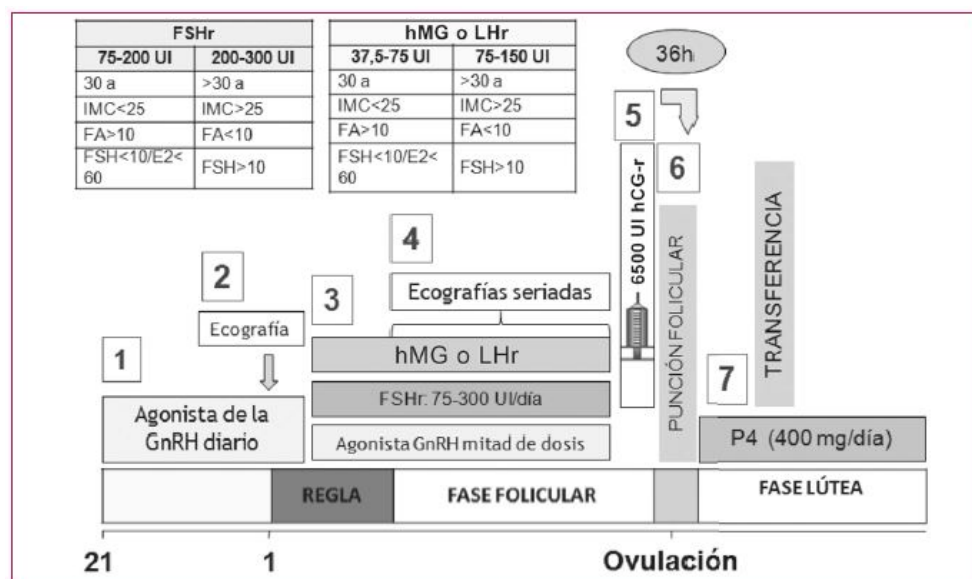 FSHr
75-200 UI 200-300 UI
30 a >30 a
IMC<25 IMC>25
FA>10 FA<10
FSH<10/E2< FSH>10
60
hMG o LHr
37,5-75 UI 75-150 UI
30 a >30 a
IMC<25 IMC>25
FA>10 FA<10
FSH<10/E2< FSH>10
60
36h
5
6
6500 UI hCG-r
PUNCIÓN FOLICULAR
TRANSFERENCIA
4
Ecografías seriadas
2
Ecografía
3
hMG o LHr
1
FSHr: 75-300 UI/día
7
Agonista de la
GnRH diario
Agonista GnRH mitad de dosis
P4 (400 mg/día)
REGLA
FASE FOLICULAR
FASE LÚTEA
21
1
Ovulación